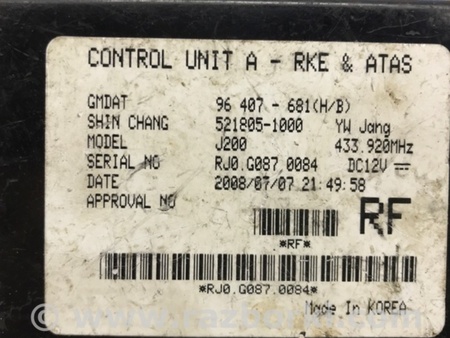 CONTROL UNIT A - RKE & ATAS
GMDAT 96 407 - 681(H/B)
SHIN CHANG 521805-1000 YW Jang
MODEL J200 433.920MHz
SERIAL NO RJ0.G087.0084 DC12V
DATE 2008/07/07 21:49:58
APPROVAL NO
RF
*RF*
*RJ0.G087.0084*
Made In KOREA